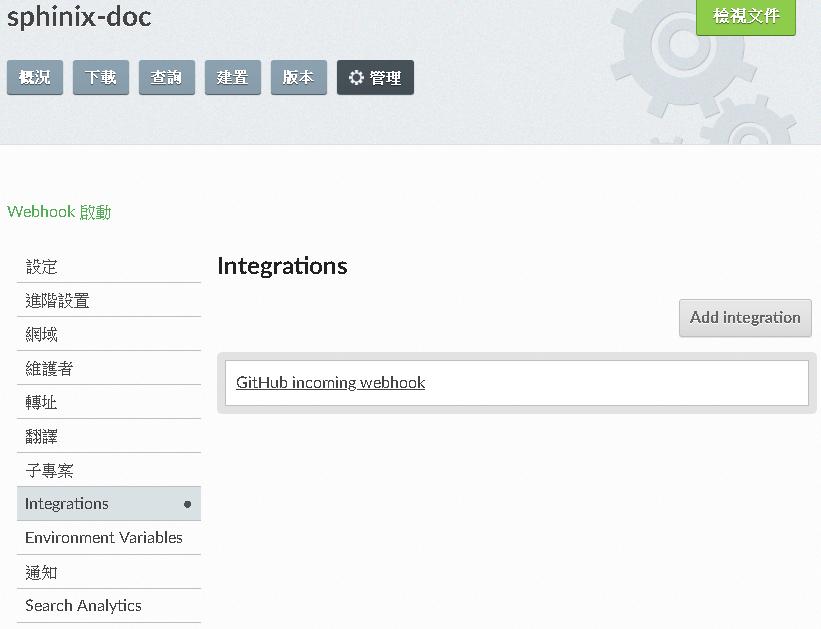 sphinix-doc
檢視文件
概況
下載
查詢
建置
版本
管理
Webhook 啟動
設定
進階設置
網域
維護者
轉址
翻譯
子專案
Integrations
Environment Variables
通知
Search Analytics
Integrations
Add integration
GitHub incoming webhook